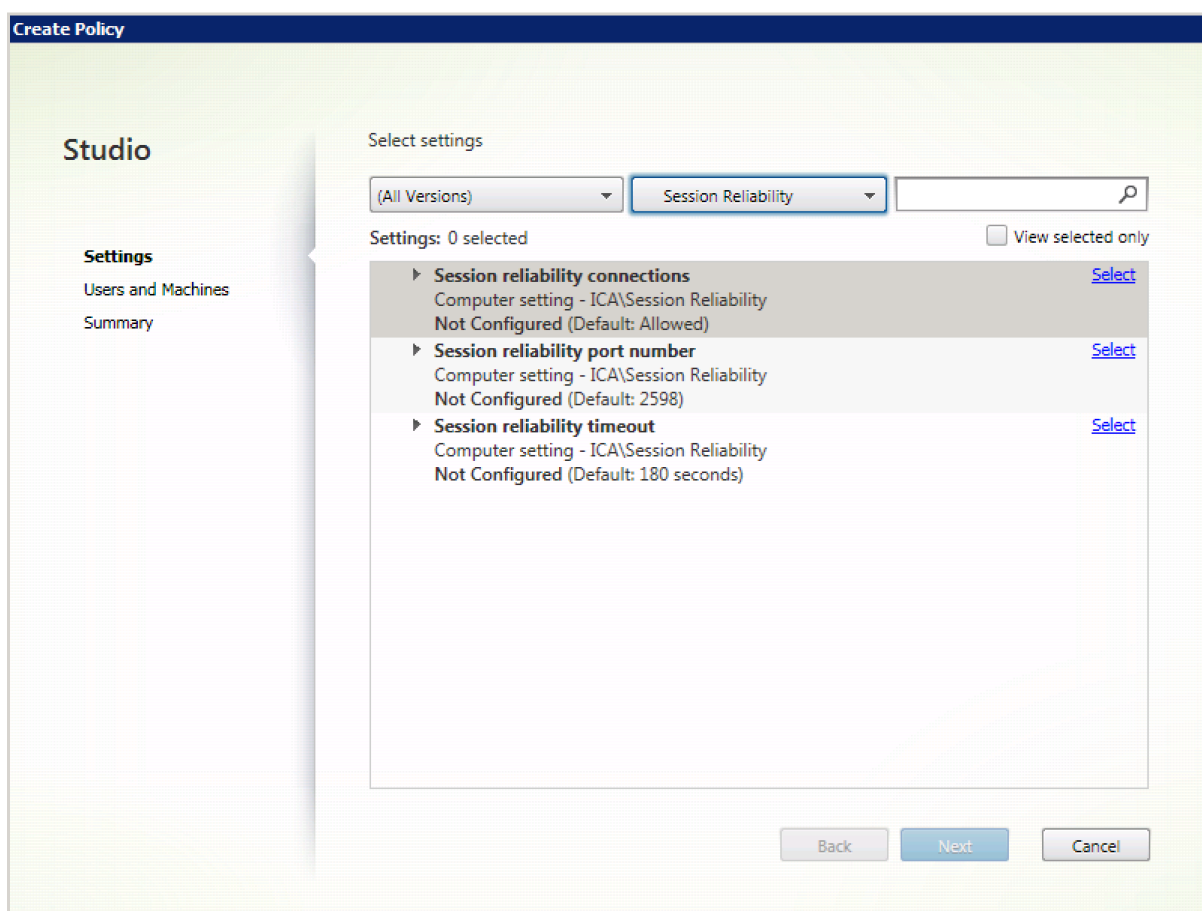 Create Policy
Studio
Settings
Users and Machines
Summary
Select settings
(All Versions)
Session Reliability
Settings: 0 selected
View selected only
Session reliability connections
Select
Computer setting - ICA\Session Reliability
Not Configured (Default: Allowed)
Session reliability port number
Select
Computer setting - ICA\Session Reliability
Not Configured (Default: 2598)
Session reliability timeout
Select
Computer setting - ICA\Session Reliability
Not Configured (Default: 180 seconds)
Back
Next
Cancel